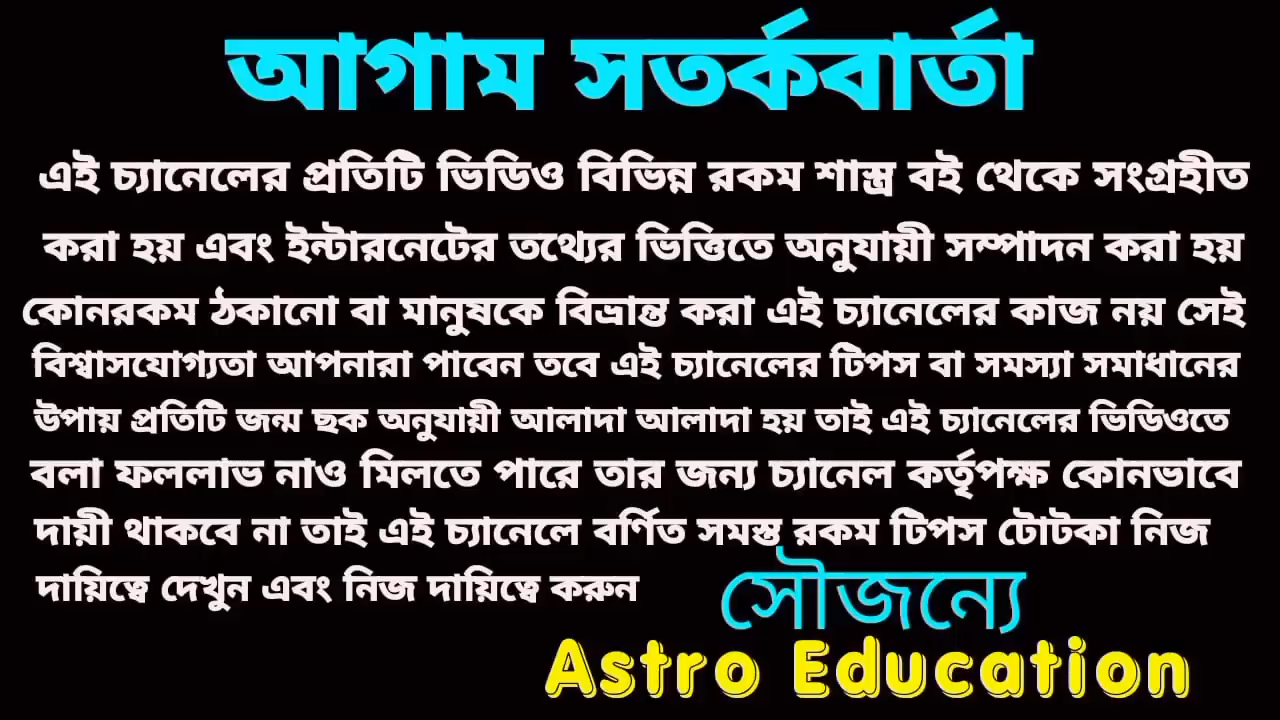 আগাম সতর্কবার্তা
এই চ্যানেলের প্রতিটি ভিডিও বিভিন্ন রকম শাস্ত্র বই থেকে সংগ্রহীত
করা হয় এবং ইন্টারনেটের তথ্যের ভিত্তিতে অনুযায়ী সম্পাদন করা হয়
কোনরকম ঠকানো বা মানুষকে বিভ্রান্ত করা এই চ্যানেলের কাজ নয় সেই
বিশ্বাসযোগ্যতা আপনারা পাবেন তবে এই চ্যানেলের টিপস বা সমস্যা সমাধানের
উপায় প্রতিটি জন্ম ছক অনুযায়ী আলাদা আলাদা হয় তাই এই চ্যানেলের ভিডিওতে
বলা ফললাভ নাও মিলতে পারে তার জন্য চ্যানেল কর্তৃপক্ষ কোনভাবে
দায়ী থাকবে না তাই এই চ্যানেলে বর্ণিত সমস্ত রকম টিপস টোটকা নিজ
দায়িত্বে দেখুন এবং নিজ দায়িত্বে করুন
সৌজন্যে
Astro Education